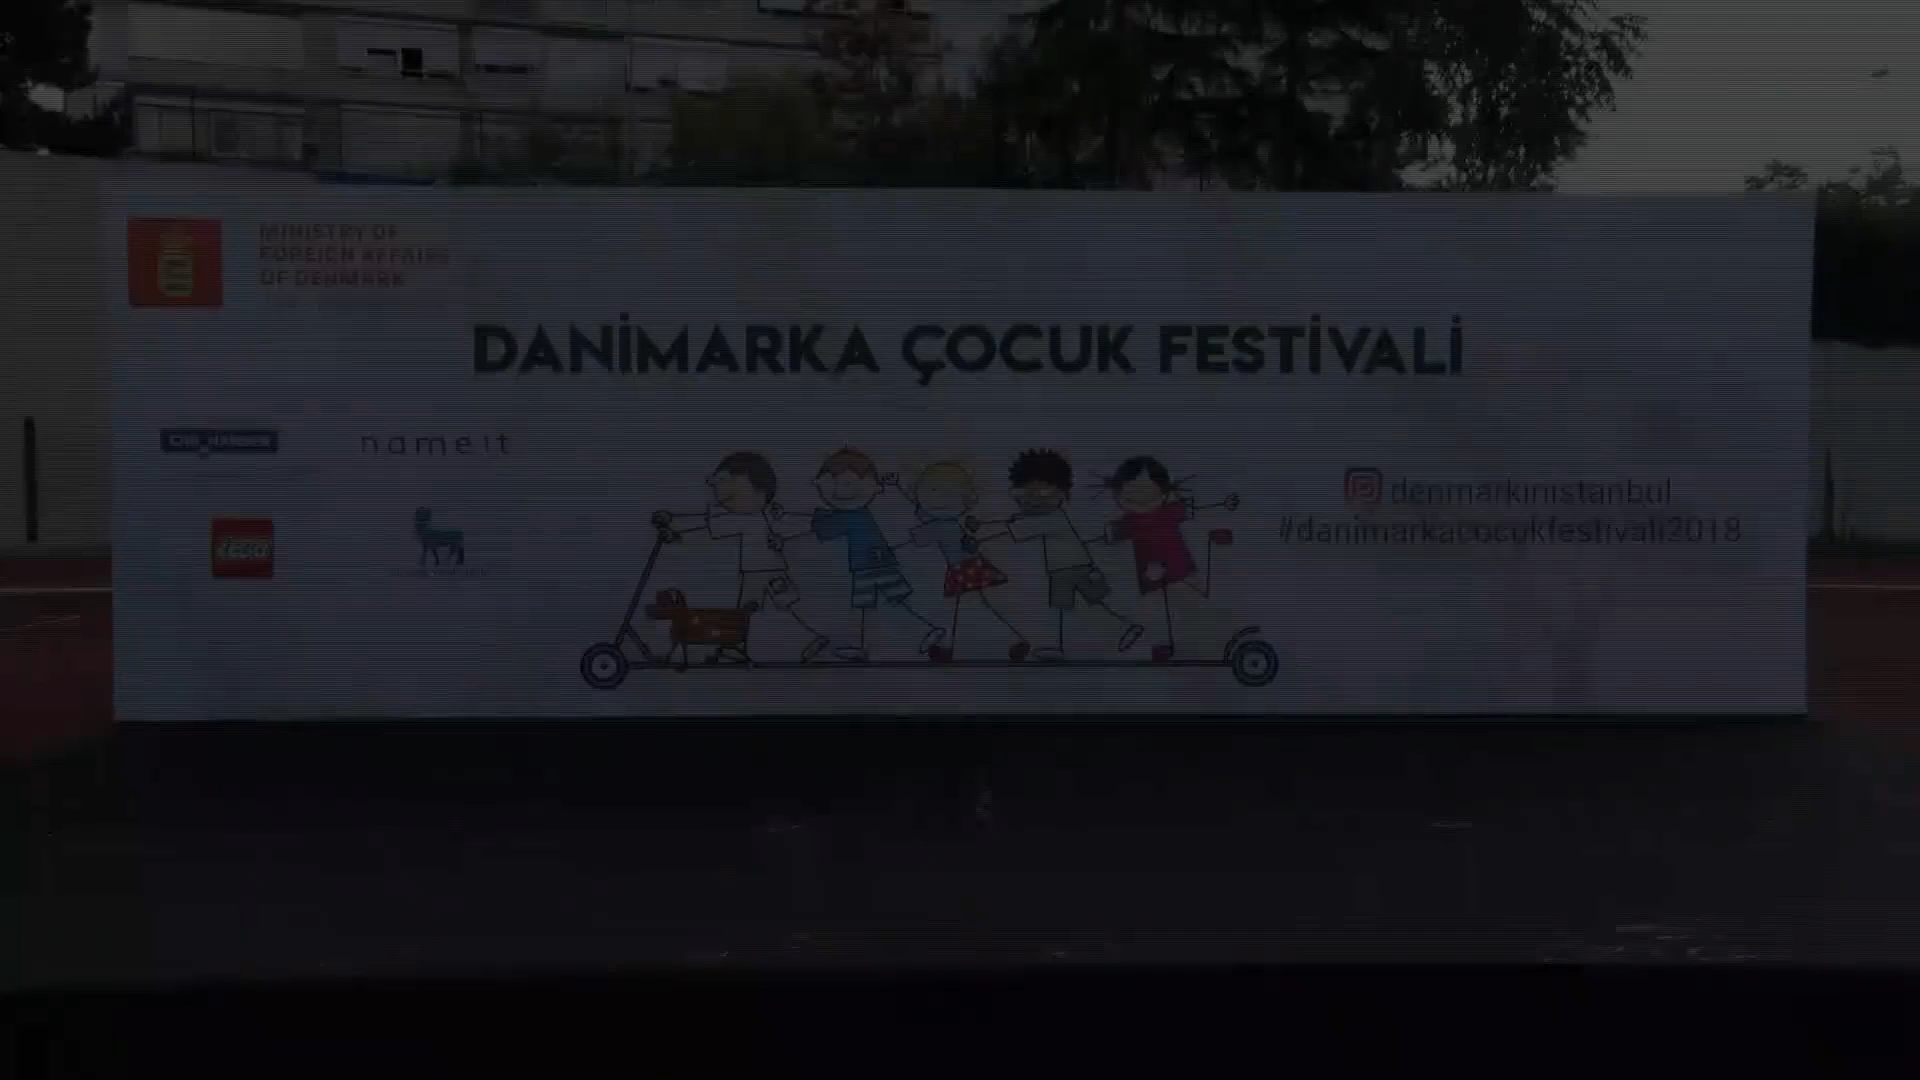 MINISTRY OF
FOREIGN AFFAIRS
OF DENMARK
DANİMARKA ÇOCUK FESTİVALİ
name it
LEGO
denmarkinistanbul
#danimarkacocukfestivali2018